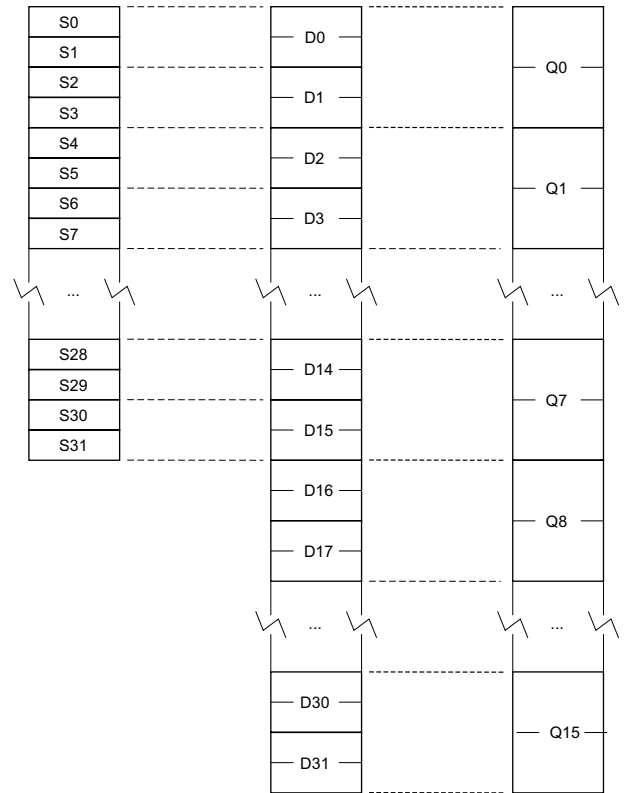 S0
S1
S2
S3
S4
S5
S6
S7
...
S28
S29
S30
S31
D0
D1
D2
D3
...
D14
D15
D16
D17
...
D30
D31
Q0
Q1
...
Q7
Q8
...
Q15